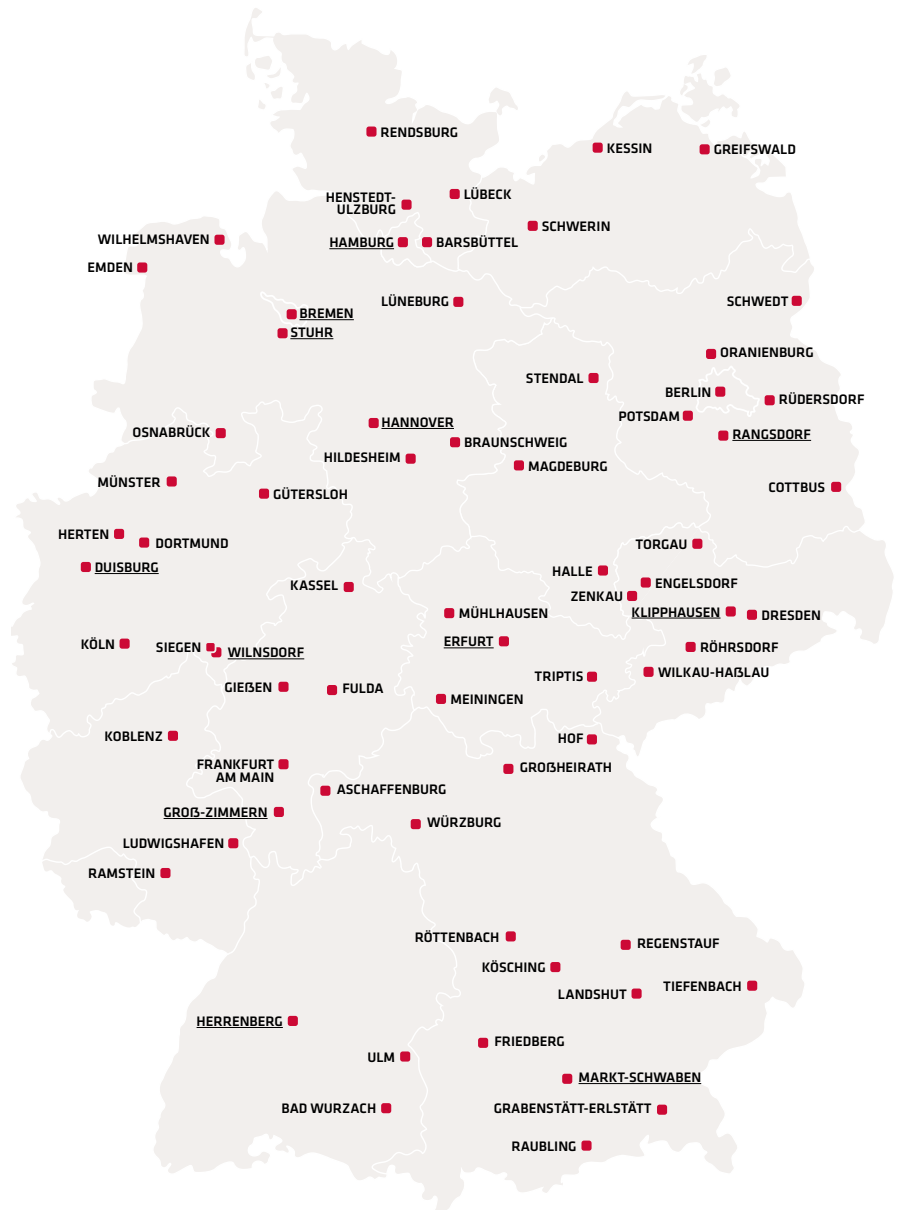 RENDSBURG
KESSIN
GREIFSWALD
HENSTEDT-
ULZBURG
LÜBECK
SCHWERIN
WILHELMSHAVEN
HAMBURG
BARSBÜTTEL
EMDEN
LÜNEBURG
SCHWEDT
BREMEN
STUHR
ORANIENBURG
STENDAL
BERLIN
RÜDERSDORF
POTSDAM
HANNOVER
RANGSDORF
OSNABRÜCK
BRAUNSCHWEIG
HILDESHEIM
MAGDEBURG
MÜNSTER
GÜTERSLOH
COTTBUS
HERTEN
DORTMUND
TORGAU
DUISBURG
HALLE
ENGELSDORF
KASSEL
ZENKAU
KLIPPHAUSEN
DRESDEN
MÜHLHAUSEN
ERFURT
KÖLN
SIEGEN
WILNSDORF
RÖHRSDORF
TRIPTIS
WILKAU-HAßLAU
GIEßEN
FULDA
MEININGEN
KOBLENZ
HOF
FRANKFURT
AM MAIN
GROßHEIRATH
ASCHAFFENBURG
GROß-ZIMMERN
WÜRZBURG
LUDWIGSHAFEN
RAMSTEIN
RÖTTENBACH
REGENSTAUF
KÖSCHING
TIEFENBACH
LANDSHUT
HERRENBERG
FRIEDBERG
ULM
MARKT-SCHWABEN
BAD WURZACH
GRABENSTÄTT-ERLSTÄTT
RAUBLING